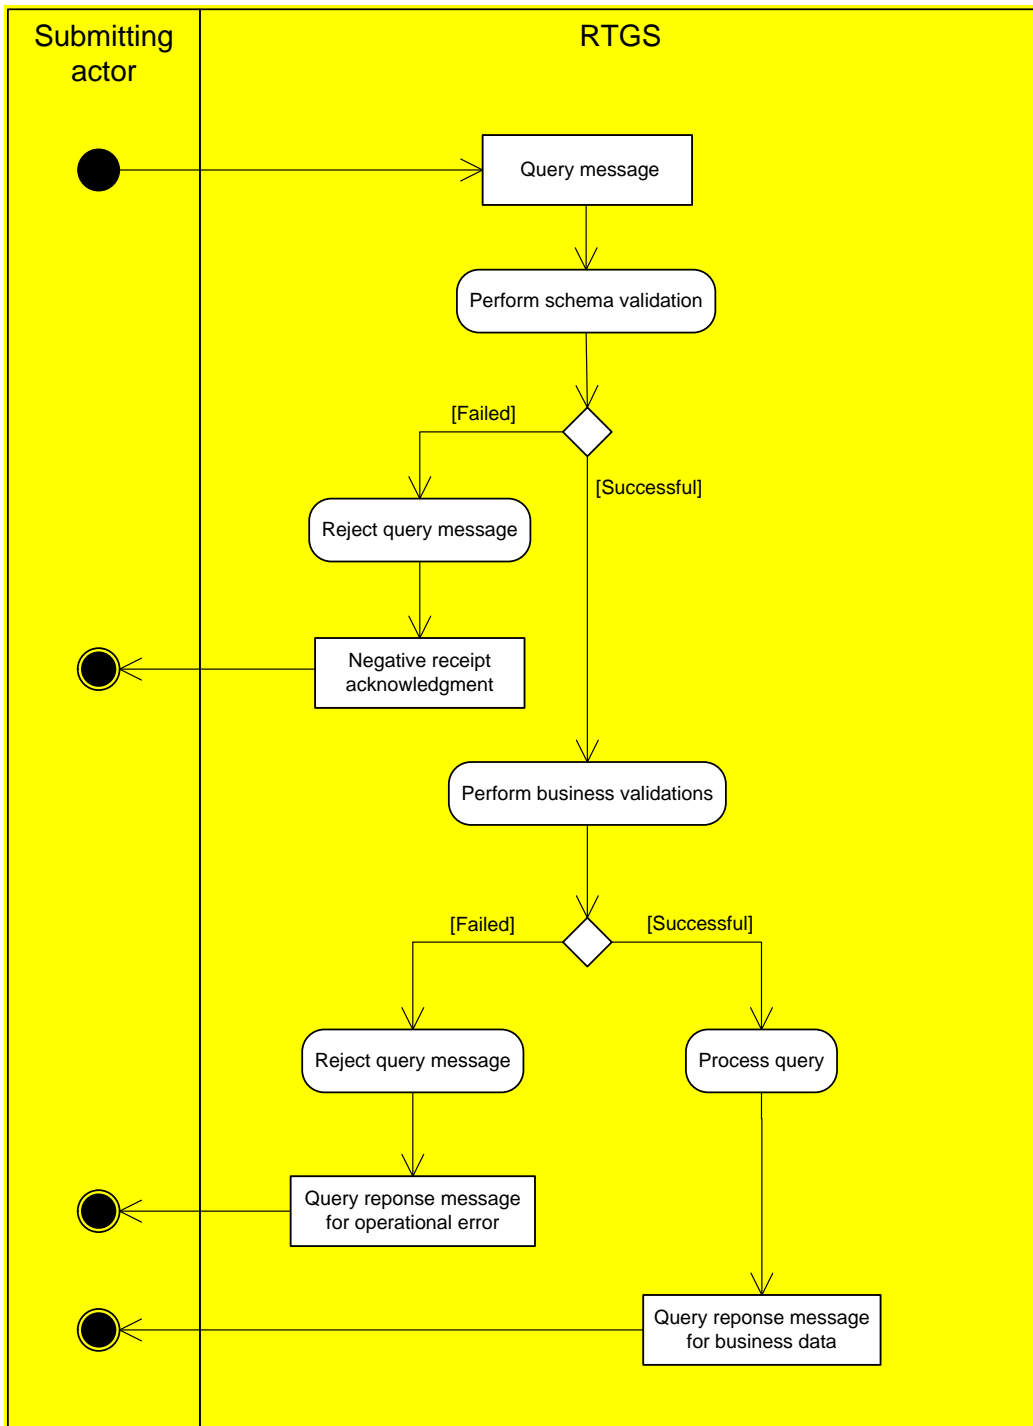 Submitting
actor
RTGS
Query message
Perform schema validation
[Failed]
[Successful]
Reject query message
Negative receipt
acknowledgment
Perform business validations
[Failed]
[Successful]
Reject query message
Process query
Query reponse message
for operational error
Query reponse message
for business data